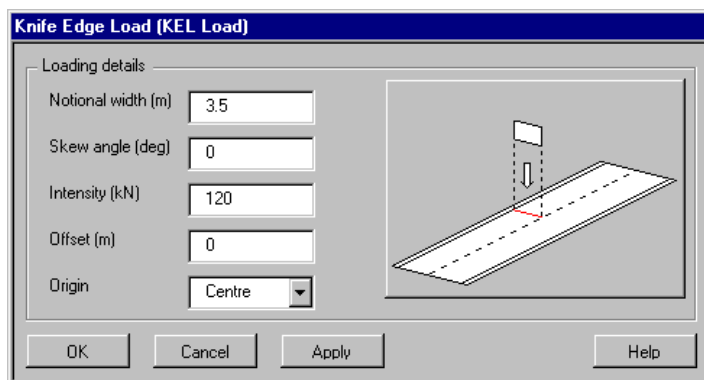 Knife Edge Load (KEL Load)
Loading details
Notional width (m) 3.5
Skew angle (deg) 0
Intensity (kN) 120
Offset (m) 0
Origin Centre
OK Cancel Apply Help